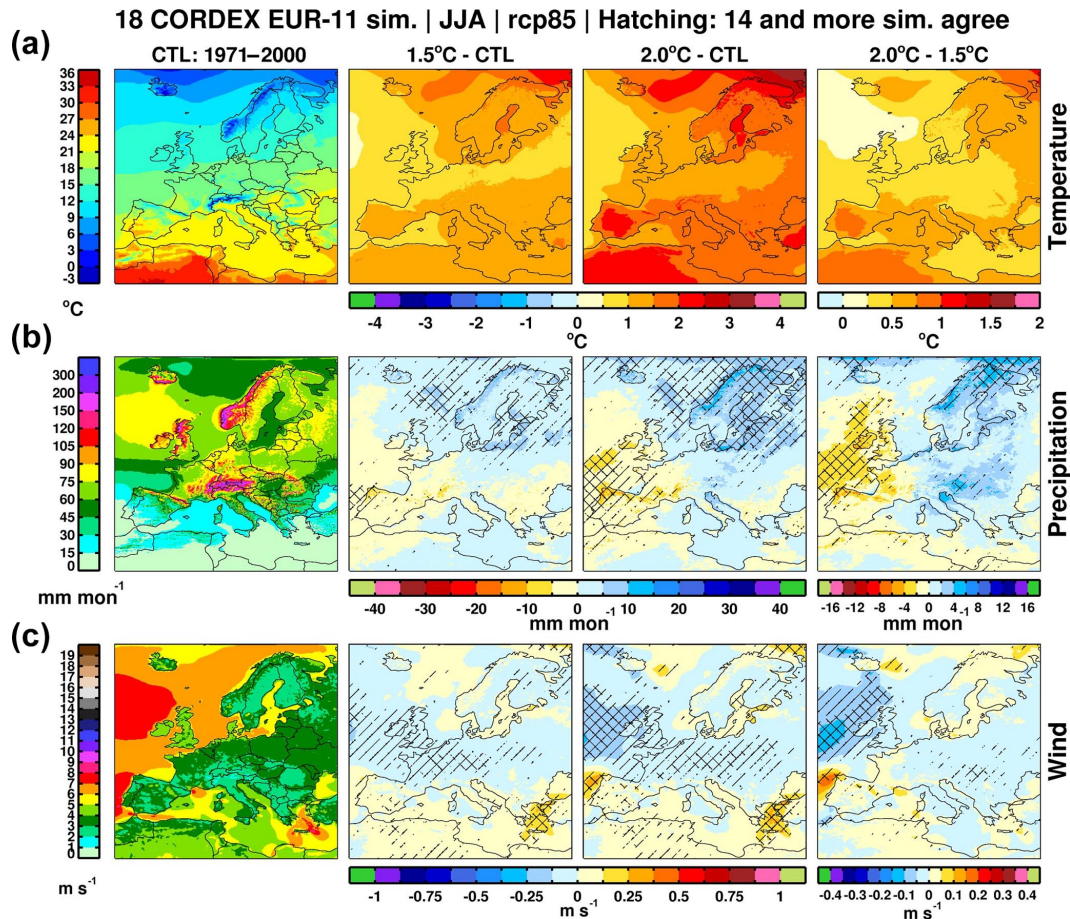 18 CORDEX EUR-11 sim. | JJA | rcp85 | Hatching: 14 and more sim. agree
(a)
CTL: 1971–2000
1.5°C - CTL
2.0°C - CTL
2.0°C - 1.5°C
36
33
30
27
24
21
18
15
12
9
6
3
0
-3
°C
Temperature
-4 -3 -2 -1 0 1 2 3 4
°C
°C
0 0.5 1 1.5 2
°C
(b)
300
200
150
120
105
90
75
60
45
30
15
0
mm mon-1
Precipitation
-40 -30 -20 -10 0 10 20 30 40
mm mon-1
mm mon-1
-16 -12 -8 -4 0 4 8 12 16
mm mon-1
(c)
19
18
17
16
15
14
13
12
11
10
9
8
7
6
5
4
3
2
1
0
m s-1
Wind
-1 -0.75 -0.5 -0.25 0 0.25 0.5 0.75 1
m s-1
m s-1
-0.4 -0.3 -0.2 -0.1 0 0.1 0.2 0.3 0.4
m s-1